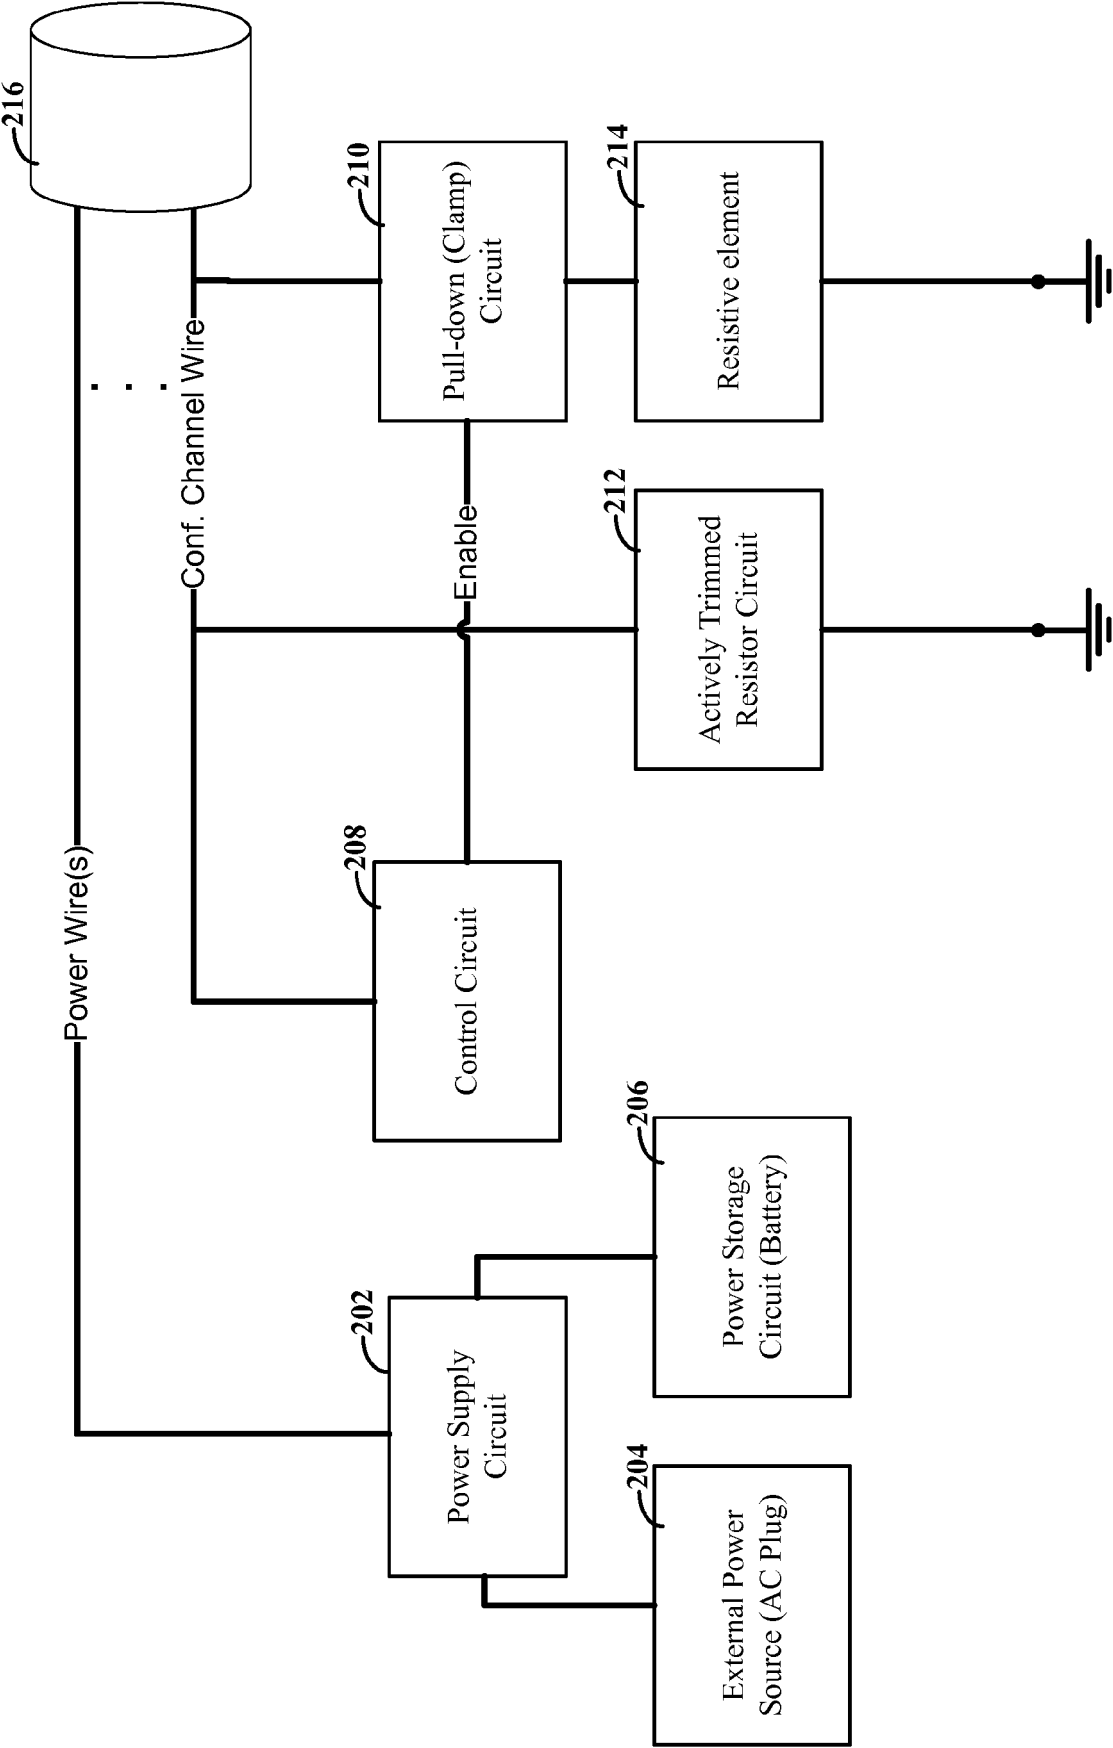 216
Power Wire(s)
. . .
Conf. Channel Wire
202
Power Supply
Circuit
208
Control Circuit
Enable
210
Pull-down (Clamp)
Circuit
204
External Power
Source (AC Plug)
206
Power Storage
Circuit (Battery)
212
Actively Trimmed
Resistor Circuit
214
Resistive element